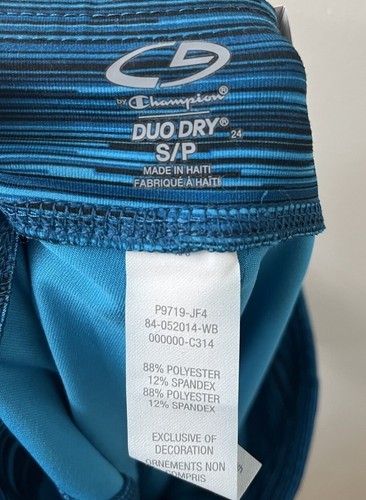 BY Champion®
DUO DRY® 24
S/P
MADE IN HAITI
FABRIQUÉ À HAÏTI
P9719-JF4
84-052014-WB
000000-C314
88% POLYESTER
12% SPANDEX
88% POLYESTER
12% SPANDEX
EXCLUSIVE OF
DECORATION
ORNEMENTS NON
COMPRIS